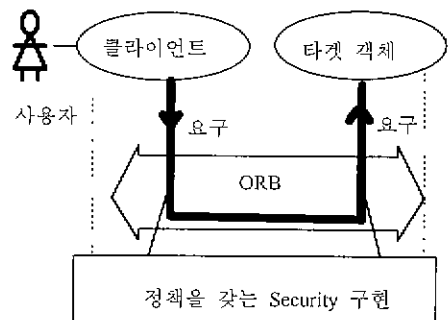 클라이언트
타겟 객체
사용자
요구
요구
ORB
정책을 갖는 Security 구현